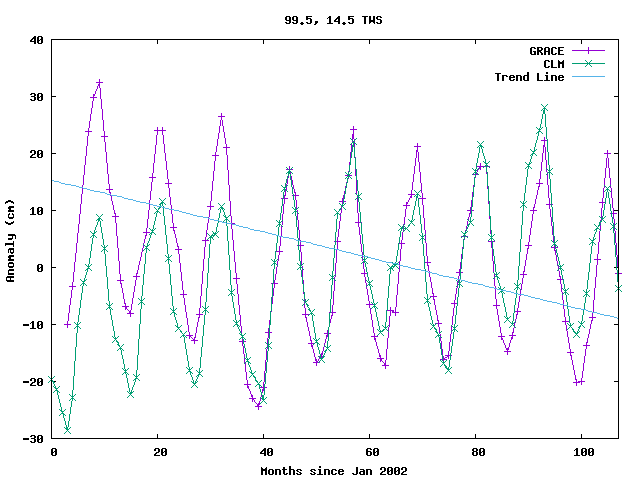 99.5, 14.5 TWS
GRACE
CLM
Trend Line
Anomaly (cm)
40
30
20
10
0
-10
-20
-30
0 20 40 60 80 100
Months since Jan 2002